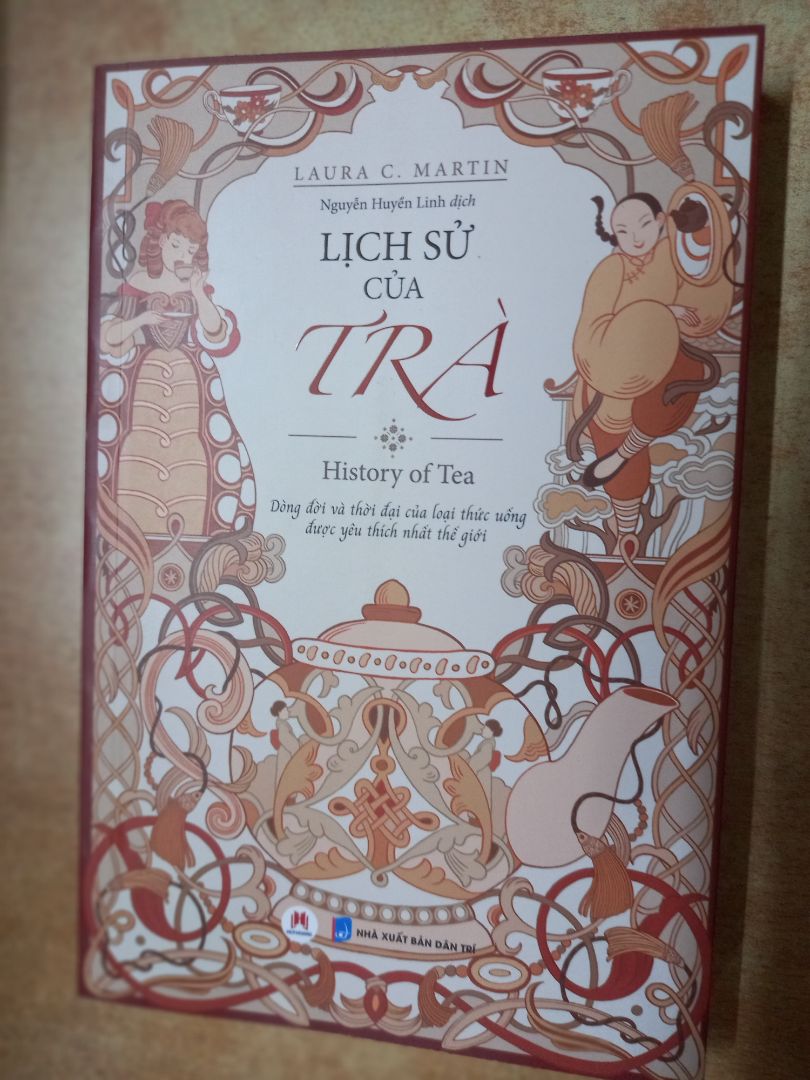 LAURA C. MARTIN
Nguyễn Huyền Linh dịch
LỊCH SỬ
CỦA
TRÀ
History of Tea
Dòng đời và thời đại của loại thức uống
được yêu thích nhất thế giới
NHÀ XUẤT BẢN DÂN TRÍ